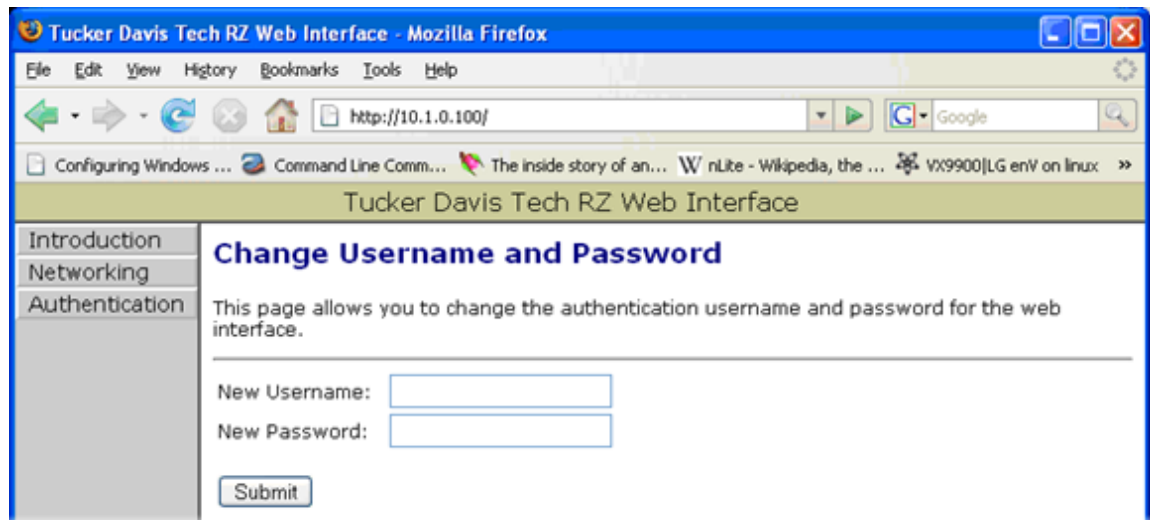 Tucker Davis Tech RZ Web Interface - Mozilla Firefox
File Edit View History Bookmarks Tools Help
http://10.1.0.100/ G Google
Configuring Windows ... Command Line Comm... The inside story of an... W nLite - Wikipedia, the ... VX9900|LG enV on linux »
Tucker Davis Tech RZ Web Interface
Introduction
Networking
Authentication
Change Username and Password
This page allows you to change the authentication username and password for the web
interface.
New Username:
New Password:
Submit